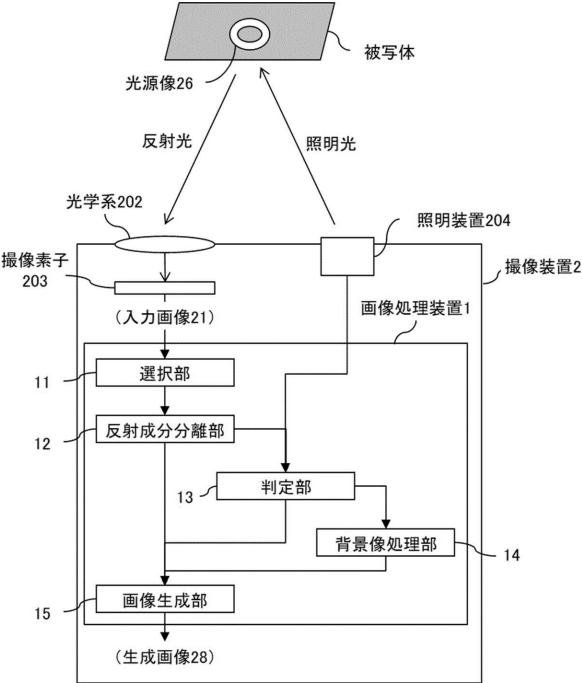 被写体
光源像26
反射光
照明光
光学系202
照明装置204
撮像素子
203
撮像装置2
(入力画像21)
画像処理装置1
選択部
11
反射成分分離部
12
判定部
13
背景像処理部
14
画像生成部
15
(生成画像28)